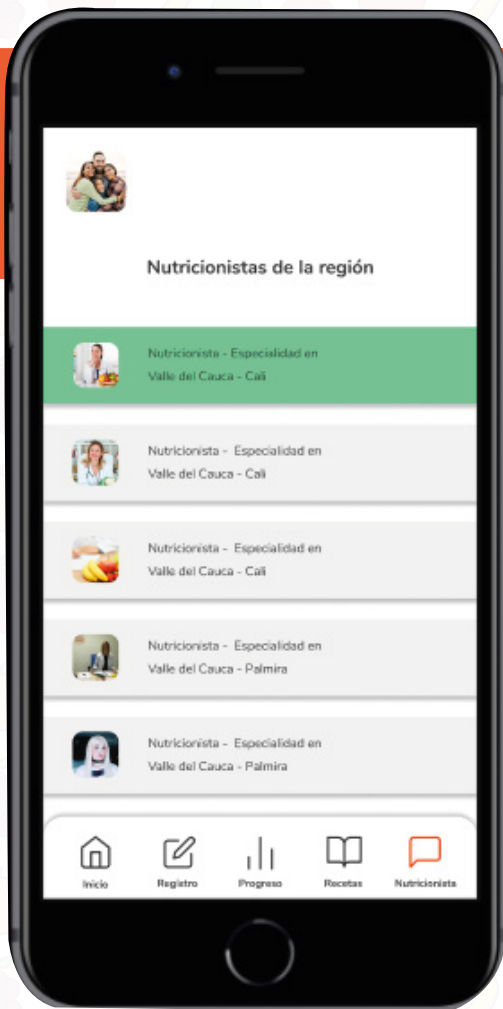 Nutricionistas de la región
Nutricionista - Especialidad en
Valle del Cauca - Cali
Nutricionista - Especialidad en
Valle del Cauca - Cali
Nutricionista - Especialidad en
Valle del Cauca - Cali
Nutricionista - Especialidad en
Valle del Cauca - Palmira
Nutricionista - Especialidad en
Valle del Cauca - Palmira
Inicio Registro Progreso Recetas Nutricionista